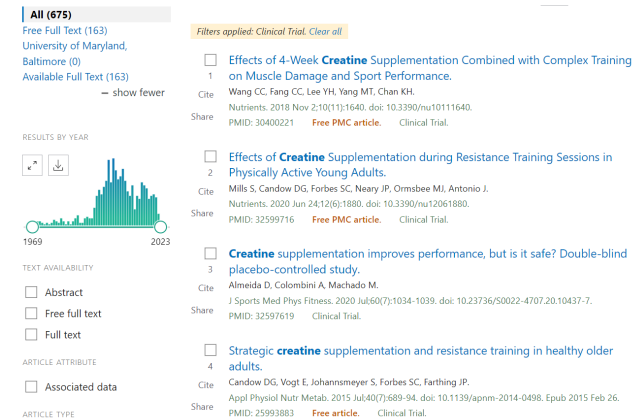 All (675)
Free Full Text (163)
University of Maryland,
Baltimore (0)
Available Full Text (163)
— show fewer
RESULTS BY YEAR
1969
2023
TEXT AVAILABILITY
Abstract
Free full text
Full text
ARTICLE ATTRIBUTE
Associated data
ARTICLE TYPE
Filters applied: Clinical Trial. Clear all
1
Cite
Share
Effects of 4-Week Creatine Supplementation Combined with Complex Training
on Muscle Damage and Sport Performance.
Wang CC, Fang CC, Lee YH, Yang MT, Chan KH.
Nutrients. 2018 Nov 2;10(11):1640. doi: 10.3390/nu10111640.
PMID: 30400221 Free PMC article. Clinical Trial.
2
Cite
Share
Effects of Creatine Supplementation during Resistance Training Sessions in
Physically Active Young Adults.
Mills S, Candow DG, Forbes SC, Neary JP, Ormsbee MJ, Antonio J.
Nutrients. 2020 Jun 24;12(6):1880. doi: 10.3390/nu12061880.
PMID: 32599716 Free PMC article. Clinical Trial.
3
Cite
Share
Creatine supplementation improves performance, but is it safe? Double-blind
placebo-controlled study.
Almeida D, Colombini A, Machado M.
J Sports Med Phys Fitness. 2020 Jul;60(7):1034-1039. doi: 10.23736/S0022-4707.20.10437-7.
PMID: 32597619 Clinical Trial.
4
Cite
Share
Strategic creatine supplementation and resistance training in healthy older
adults.
Candow DG, Vogt E, Johannsmeyer S, Forbes SC, Farthing JP.
Appl Physiol Nutr Metab. 2015 Jul;40(7):689-94. doi: 10.1139/apnm-2014-0498. Epub 2015 Feb 26.
PMID: 25993883 Free article. Clinical Trial.